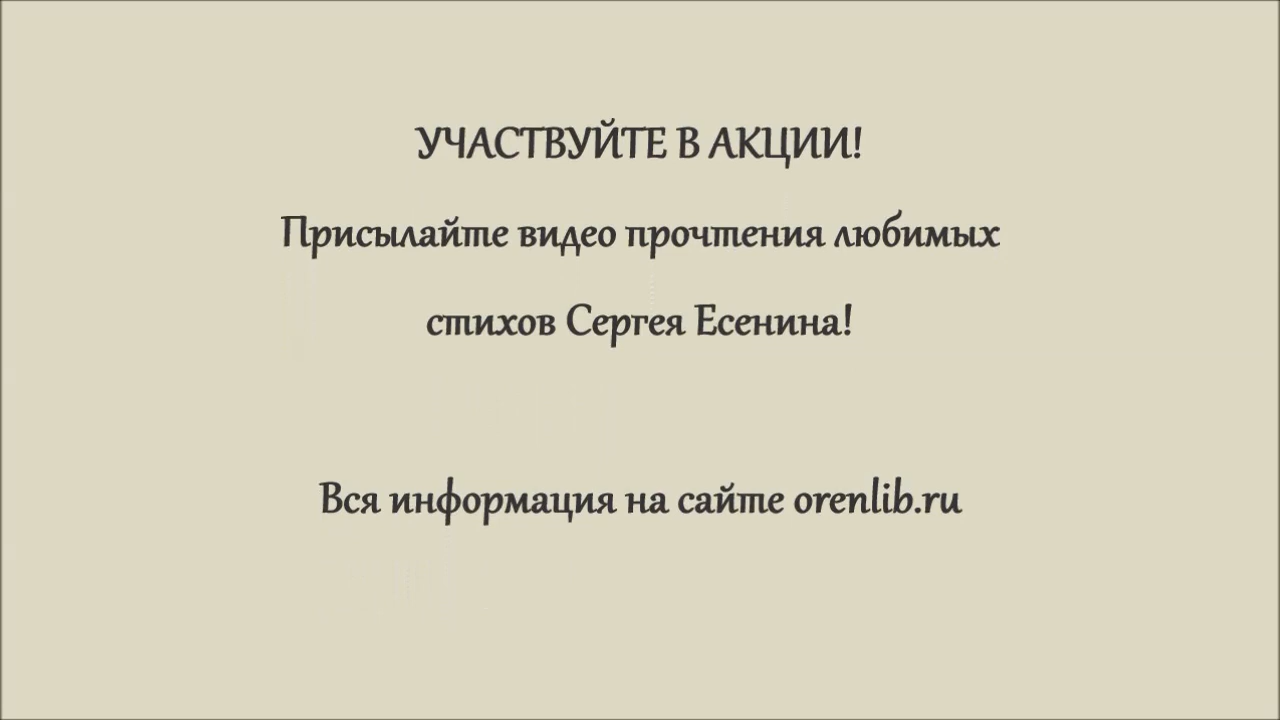 УЧАСТВУЙТЕ В АКЦИИ!
Присылайте видео прочтения любимых
стихов Сергея Есенина!
Вся информация на сайте orenlib.ru